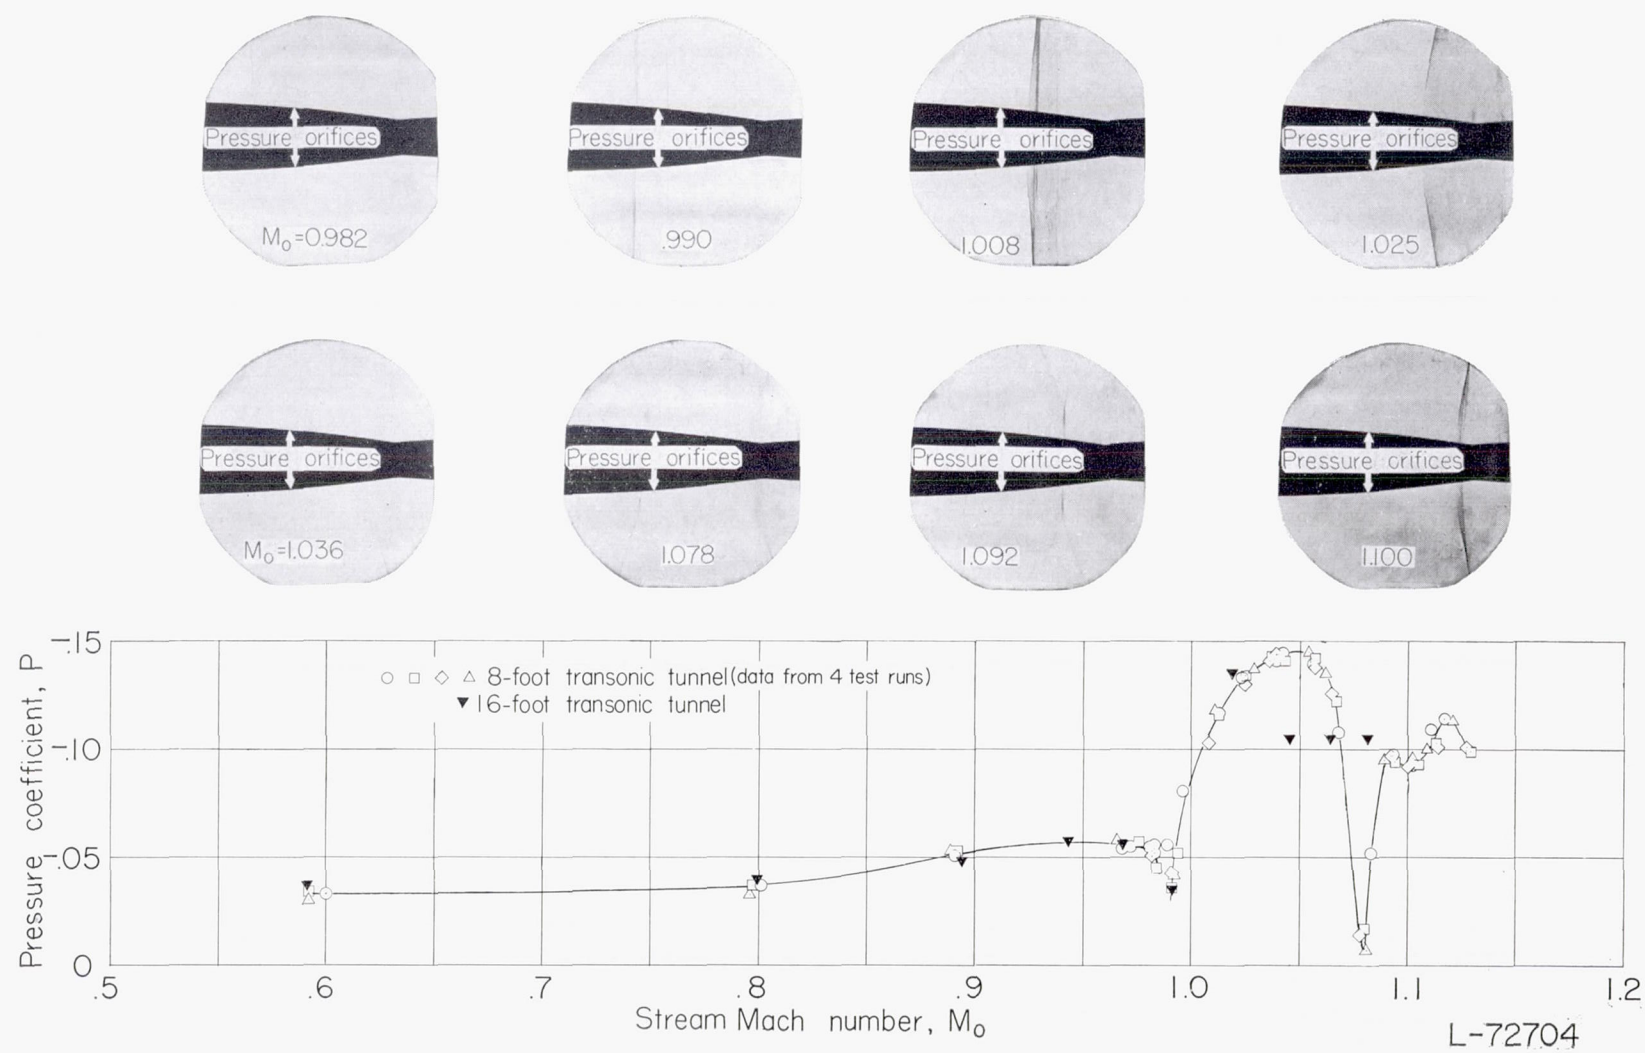 Pressure orifices
Mo=0.982
Pressure orifices
.990
Pressure orifices
1.008
Pressure orifices
1.025
Pressure orifices
Mo=1.036
Pressure orifices
1.078
Pressure orifices
1.092
Pressure orifices
1.100
Pressure coefficient, P
-.15
-.10
-.05
0
8-foot transonic tunnel (data from 4 test runs)
16-foot transonic tunnel
.5 .6 .7 .8 .9 1.0 1.1 1.2
Stream Mach number, Mo
L-72704